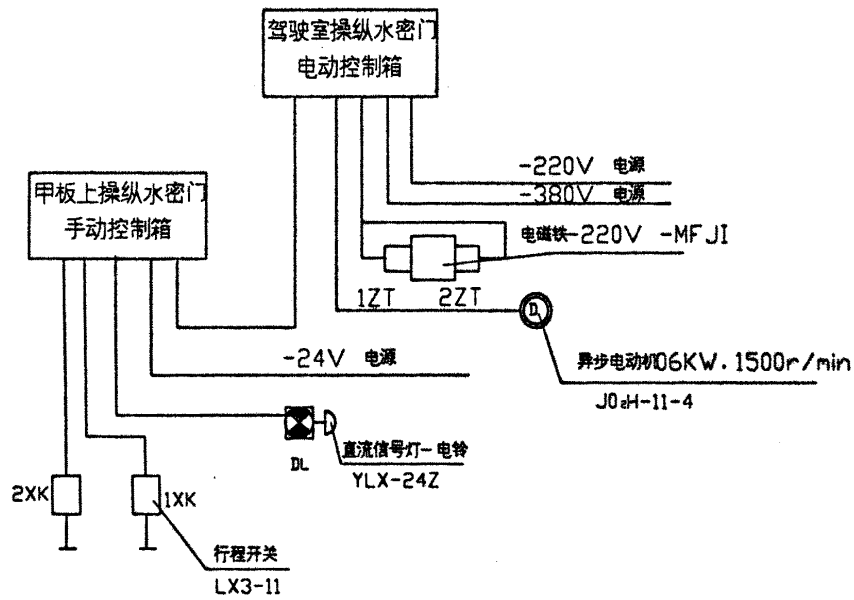 驾驶室操纵水密门
电动控制箱
-220V 电源
-380V 电源
甲板上操纵水密门
手动控制箱
电磁铁-220V -MFJI
1ZT 2ZT
D
-24V 电源
异步电动机06KW. 1500r/min
JO2H-11-4
DL
直流信号灯-电铃
YLX-24Z
2XK
1XK
行程开关
LX3-11